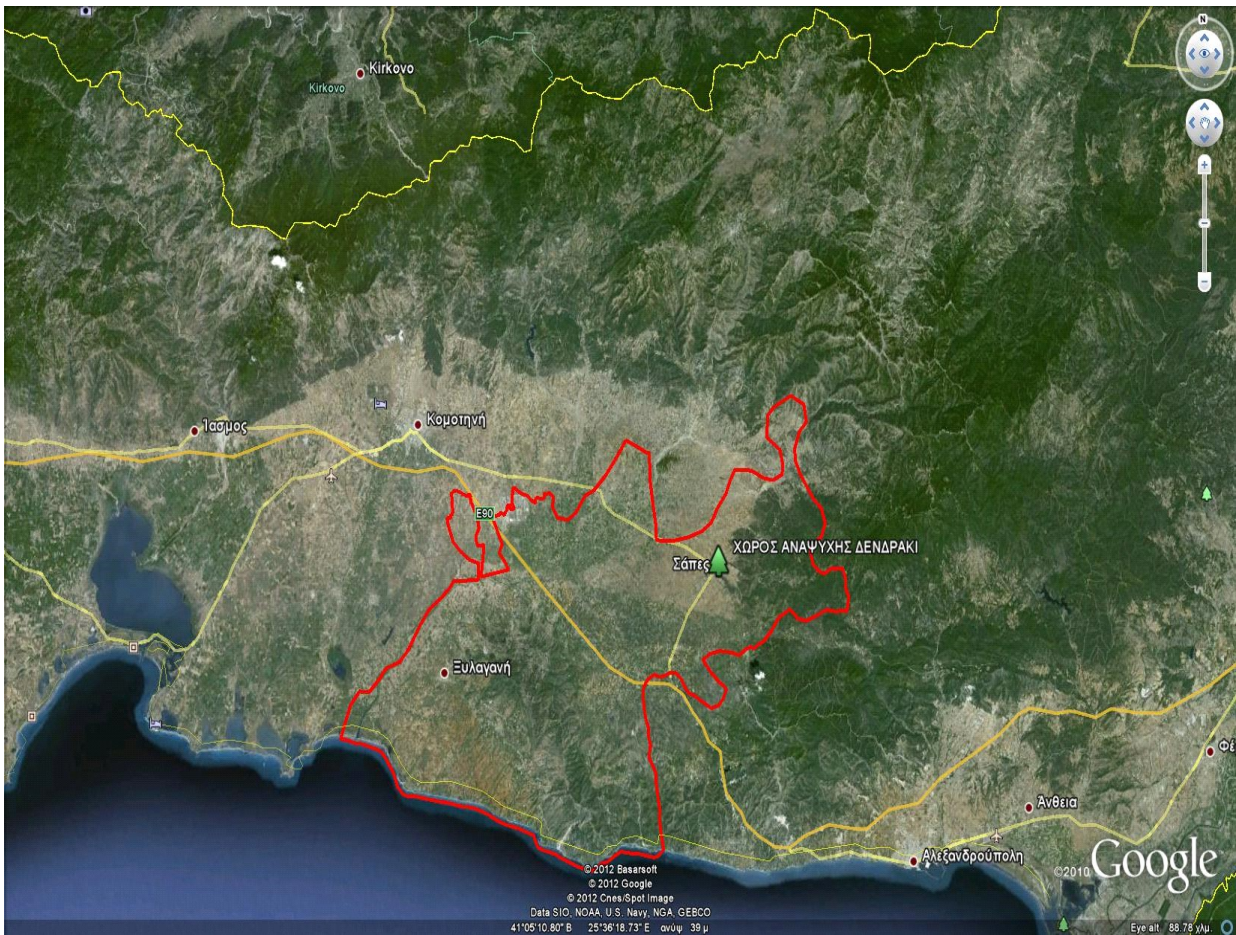 N
Kirkovo
Kirkovo
Ίασμος
Κομοτηνή
E90
ΧΩΡΟΣ ΑΝΑΨΥΧΗΣ ΔΕΝΔΡΑΚΙ
Σάπες
Ξυλαγανή
Φέ
Άνθεια
Αλεξανδρούπολη
©2010 Google
© 2012 Basarsoft
© 2012 Google
© 2012 Cnes/Spot Image
Data SIO, NOAA, U.S. Navy, NGA, GEBCO
41°05'10.80" Β 25°36'18.73" Ε ανύψ 39 μ
Eye alt 88.78 χλμ.